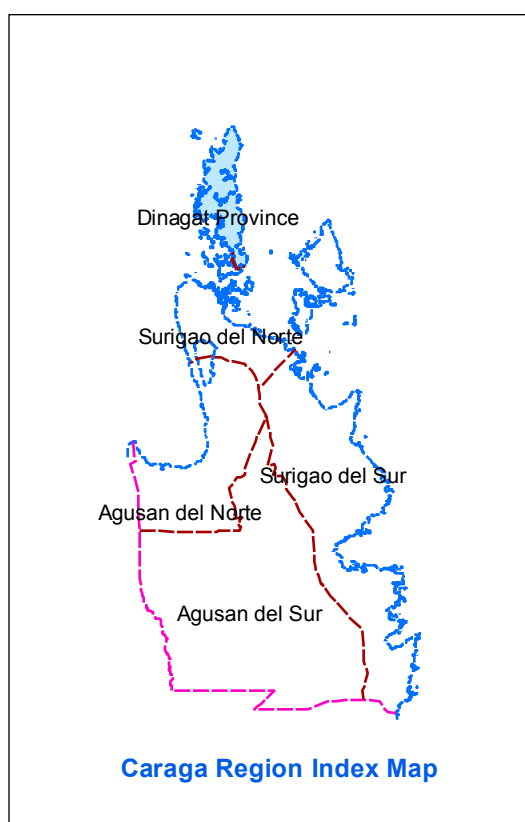 Dinagat Province
Surigao del Norte
Surigao del Sur
Agusan del Norte
Agusan del Sur
Caraga Region Index Map